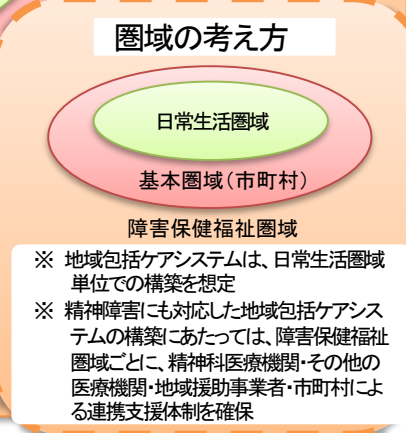 圏域の考え方
日常生活圏域
基本圏域（市町村）
障害保健福祉圏域
※ 地域包括ケアシステムは、日常生活圏域
単位での構築を想定
※ 精神障害にも対応した地域包括ケアシス
テムの構築にあたっては、障害保健福祉
圏域ごとに、精神科医療機関・その他の
医療機関・地域援助事業者・市町村によ
る連携支援体制を確保